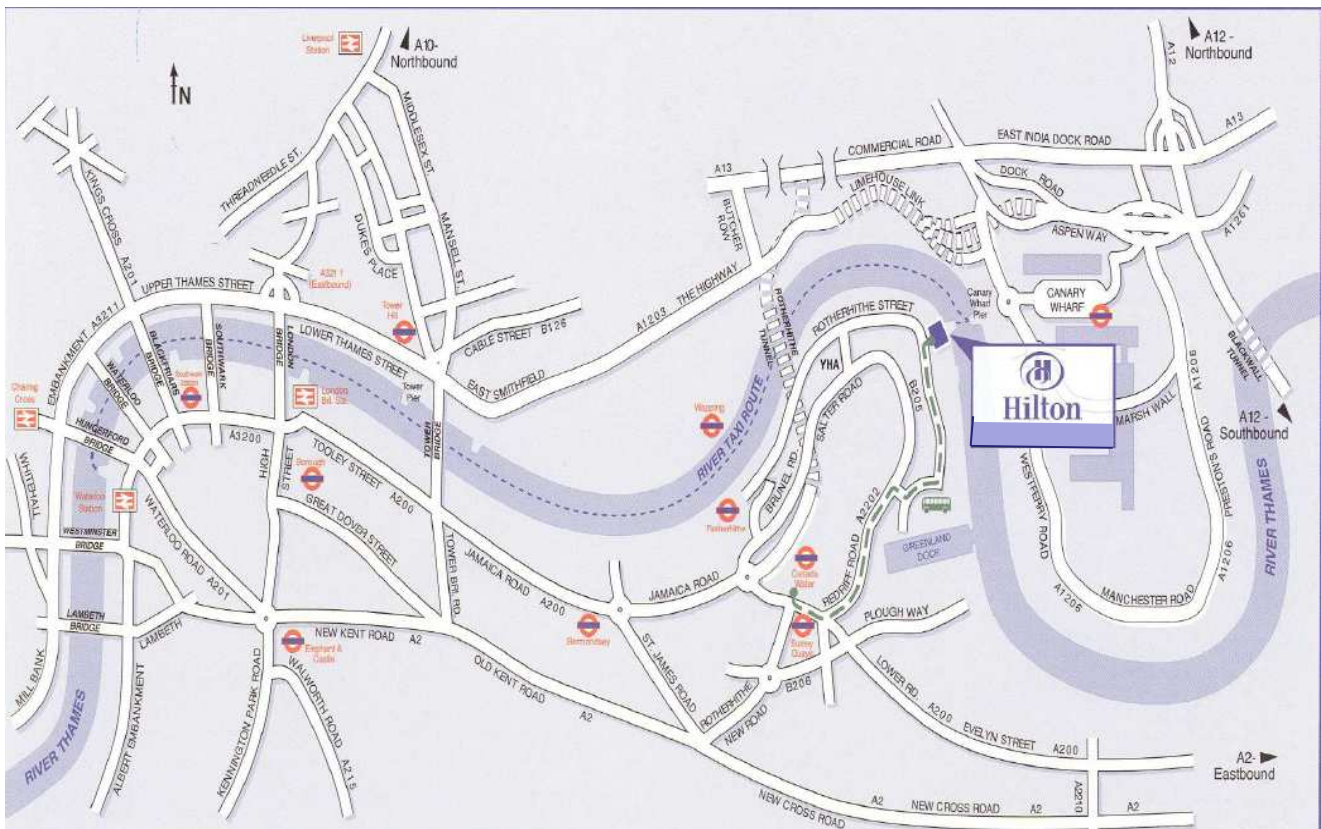 Liverpool
Station
A10-
Northbound
A12 -
Northbound
N
A12
A13
KINGS CROSS
A201
THREADNEEDLE ST.
MIDDLESEX ST.
MANSELL ST.
DUKE'S PLACE
A13
COMMERCIAL ROAD
EAST INDIA DOCK ROAD
LIMEHOUSE LINK
DOCK ROAD
BUTCHER
ROW
ASPEN WAY
A1261
UPPER THAMES STREET
A3211
(Eastbound)
Tower
Hill
CABLE STREET
B126
THE HIGHWAY
A1203
EMBANKMENT A3211
LOWER THAMES STREET
EAST SMITHFIELD
Tower
Pier
WATERLOO
BRIDGE
BLACKFRIARS
BRIDGE
SOUTHWARK
BRIDGE
LONDON
BRIDGE
TOWER
BRIDGE
ROTHERHITHE
TUNNEL
ROTHERHITHE STREET
Canary
Wharf
Pier
CANARY
WHARF
BLACKWALL
TUNNEL
A1206
YHA
Hilton
MARSH WALL
A12 -
Southbound
Charing
Cross
HUNGERFORD
BRIDGE
London
Bri. Sta.
A3200
HIGH
STREET
Borough
TOOLEY STREET
A200
Wapping
RIVER TAXI ROUTE
SALTER ROAD
B205
WHITEHALL
Waterloo
Station
WATERLOO ROAD
A201
GREAT DOVER STREET
Rotherhithe
BRUNEL RD.
A2202
REDRIFF ROAD
WESTFERRY ROAD
PRESTON'S ROAD
A1206
RIVER THAMES
WESTMINSTER
BRIDGE
GREENLAND
DOCK
JAMAICA ROAD
A200
JAMAICA ROAD
Canada
Water
TOWER BRI. RD.
A1206
MANCHESTER ROAD
LAMBETH
BRIDGE
LAMBETH
NEW KENT ROAD
A2
Elephant &
Castle
Bermondsey
Surrey
Quays
PLOUGH WAY
MILL BANK
RIVER THAMES
ALBERT EMBANKMENT
KENNINGTON PARK ROAD
WALWORTH ROAD
A215
OLD KENT ROAD
A2
ST. JAMES ROAD
ROTHERHITHE
NEW ROAD
B206
LOWER RD.
A200
EVELYN STREET
A200
A2-
Eastbound
NEW CROSS ROAD
A2
NEW CROSS ROAD
A2
A2